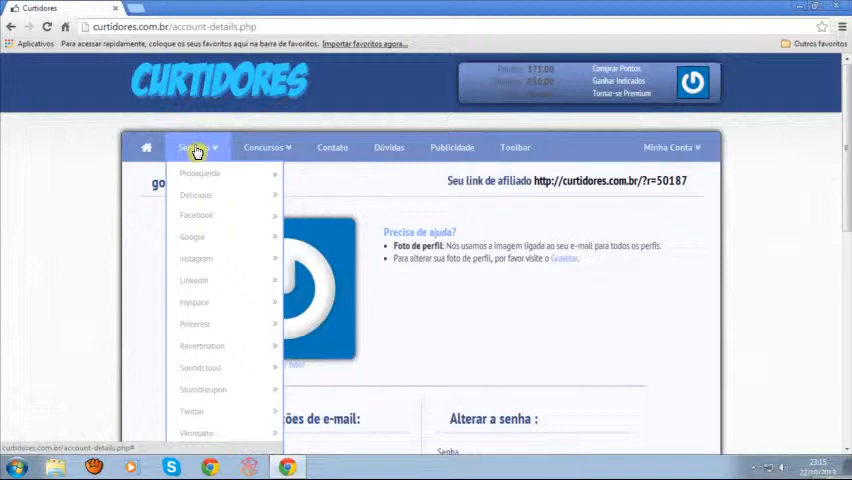 Curtidores
curtidores.com.br/account-details.php
Aplicativos Para acessar rapidamente, coloque os seus favoritos aqui na barra de favoritos. Importar favoritos agora... Outros favoritos
CURTIDORES
375.00 Comprar Pontos
Ganhar Indicados
Tornar-se Premium
Concursos Contato Dúvidas Publicidade Toolbar Minha Conta
Propaganda
go
Seu link de afiliado http://curtidores.com.br/?r=50187
Delicious
Facebook
Google
Instagram
LinkedIn
Myspace
Pinterest
Reverbnation
Soundcloud
Stumbleupon
Twitter
Vkontakte
Precisa de ajuda?
Foto de perfil: Nós usamos a imagem ligada ao seu e-mail para todos os perfis.
Para alterar sua foto de perfil, por favor visite o Gravatar.
ções de e-mail:
Alterar a senha :
Senha
curtidores.com.br/account-details.php#
23:15